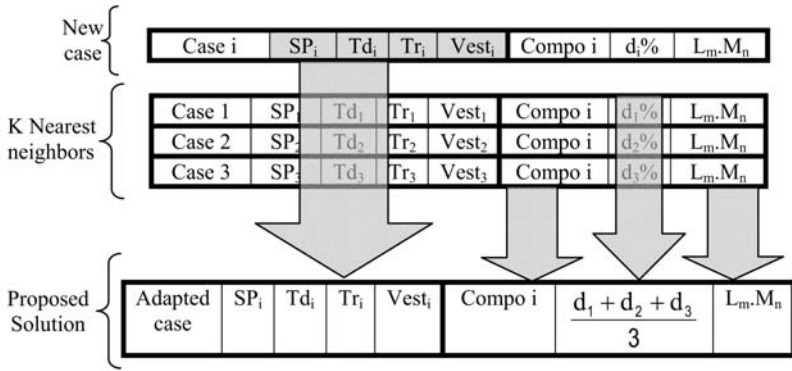 New case
Case i SPᵢ Tdᵢ Trᵢ Vestᵢ Compo i dᵢ% Lₘ.Mₙ
K Nearest neighbors
Case 1 SP₁ Td₁ Tr₁ Vest₁ Compo i d₁% Lₘ.Mₙ
Case 2 SP₂ Td₂ Tr₂ Vest₂ Compo i d₂% Lₘ.Mₙ
Case 3 SP₃ Td₃ Tr₃ Vest₃ Compo i d₃% Lₘ.Mₙ
Proposed Solution
Adapted case SPᵢ Tdᵢ Trᵢ Vestᵢ Compo i d₁ + d₂ + d₃ Lₘ.Mₙ
3